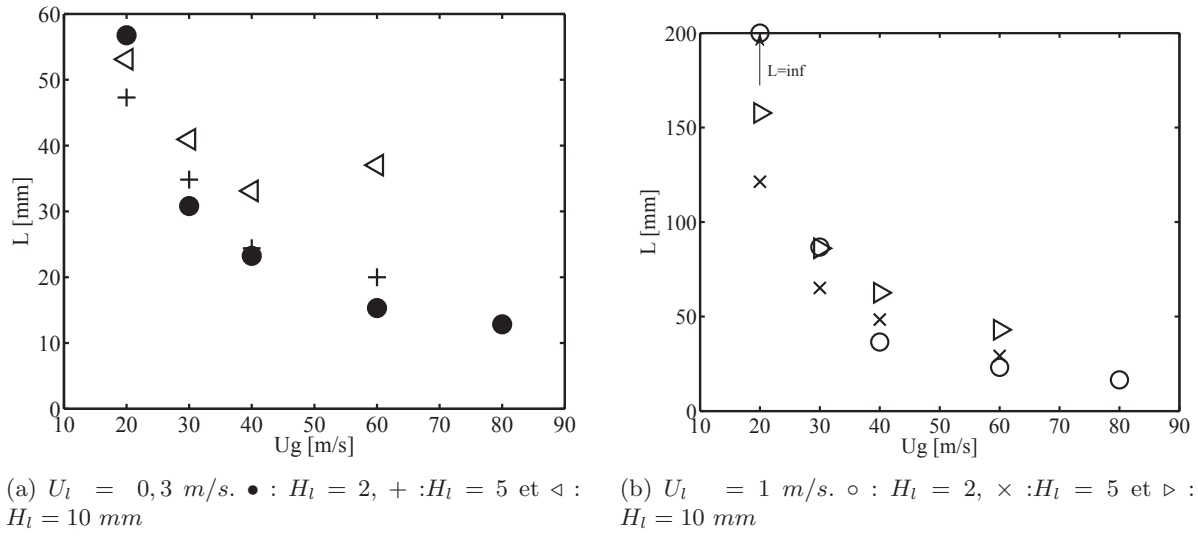 60
50
40
30
20
10
0
L [mm]
10 20 30 40 50 60 70 80 90
Ug [m/s]
(a) U_l = 0,3 m/s. ● : H_l = 2, + :H_l = 5 et ◃ :
H_l = 10 mm
200
150
100
50
0
L [mm]
L=inf
10 20 30 40 50 60 70 80 90
Ug [m/s]
(b) U_l = 1 m/s. ○ : H_l = 2, × :H_l = 5 et ▹ :
H_l = 10 mm